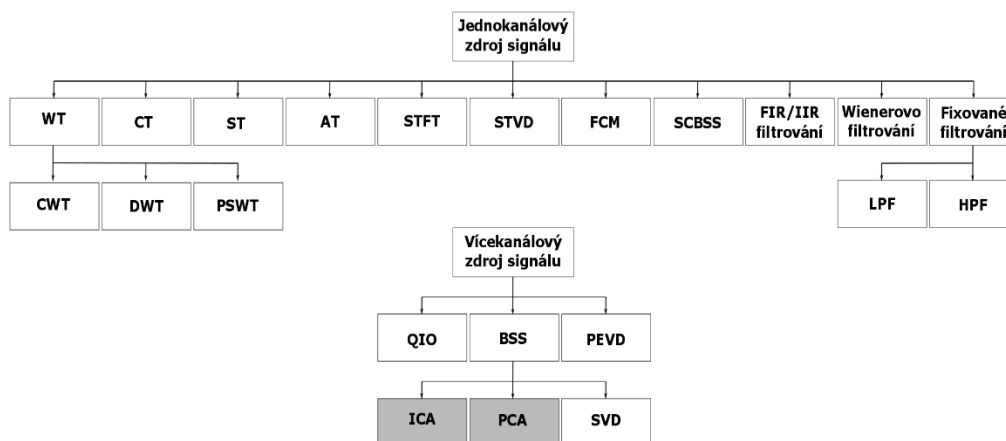 Jednokanálový
zdroj signálu
WT
CT
ST
AT
STFT
STVD
FCM
SCBSS
FIR/IIR
filtrování
Wienerovo
filtrování
Fixované
filtrování
CWT
DWT
PSWT
LPF
HPF
Vícekanálový
zdroj signálu
QIO
BSS
PEVD
ICA
PCA
SVD